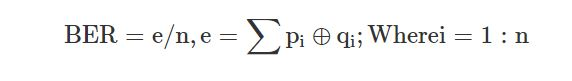 BER = e/n, e = ∑ pᵢ ⊕ qᵢ; Wherei = 1 : n